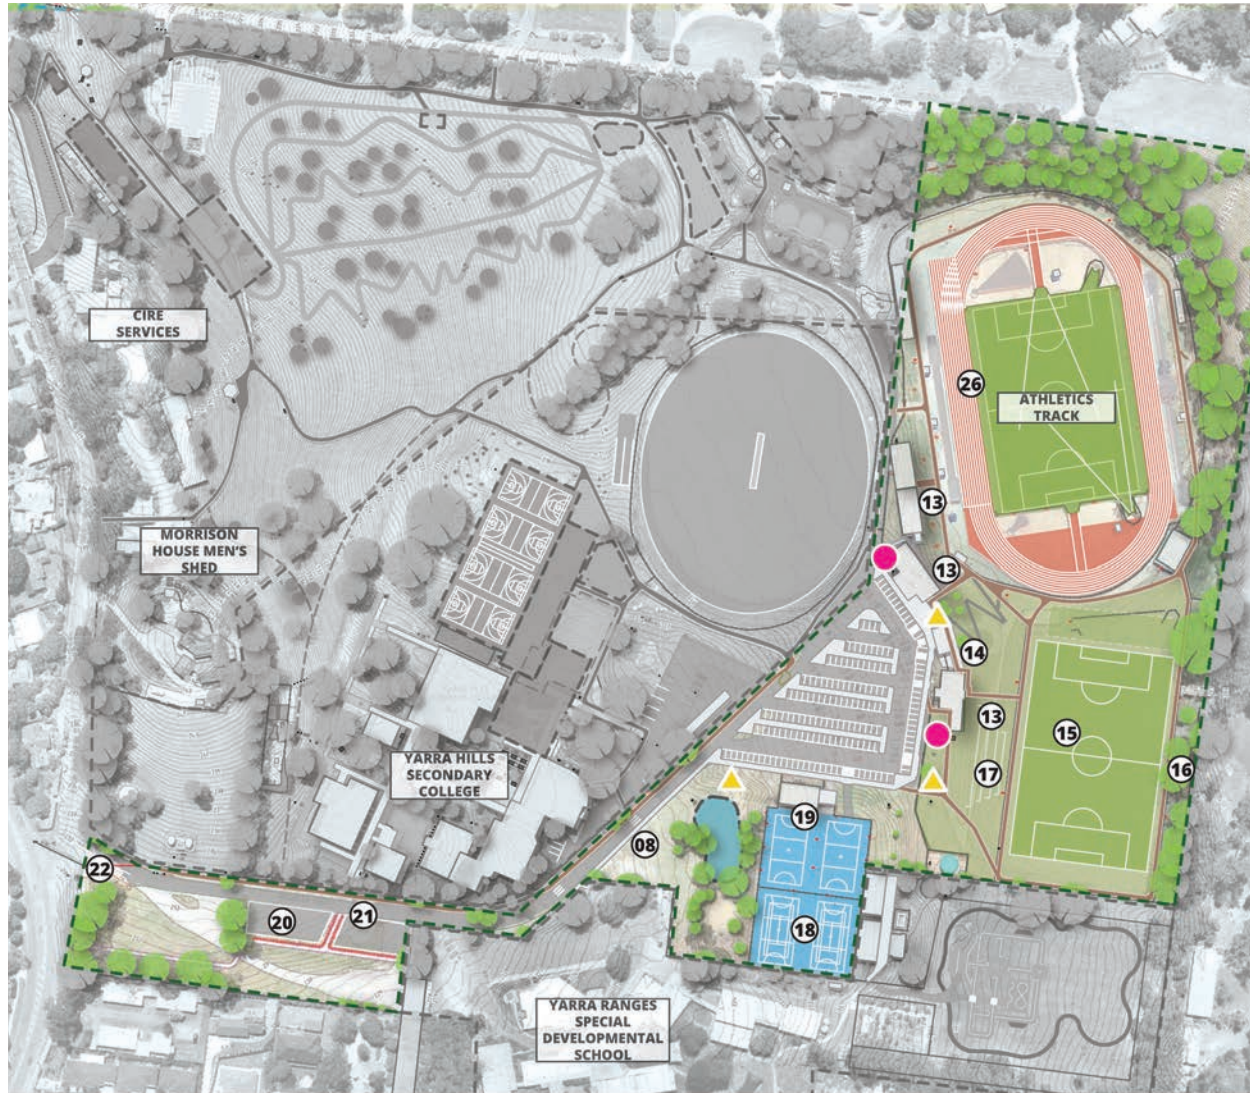 CIRE
SERVICES
26
ATHLETICS
TRACK
13
MORRISON
HOUSE MEN'S
SHED
13
14
13
15
YARRA HILLS
SECONDARY
COLLEGE
16
17
19
08
22
20
21
18
YARRA RANGES
SPECIAL
DEVELOPMENTAL
SCHOOL